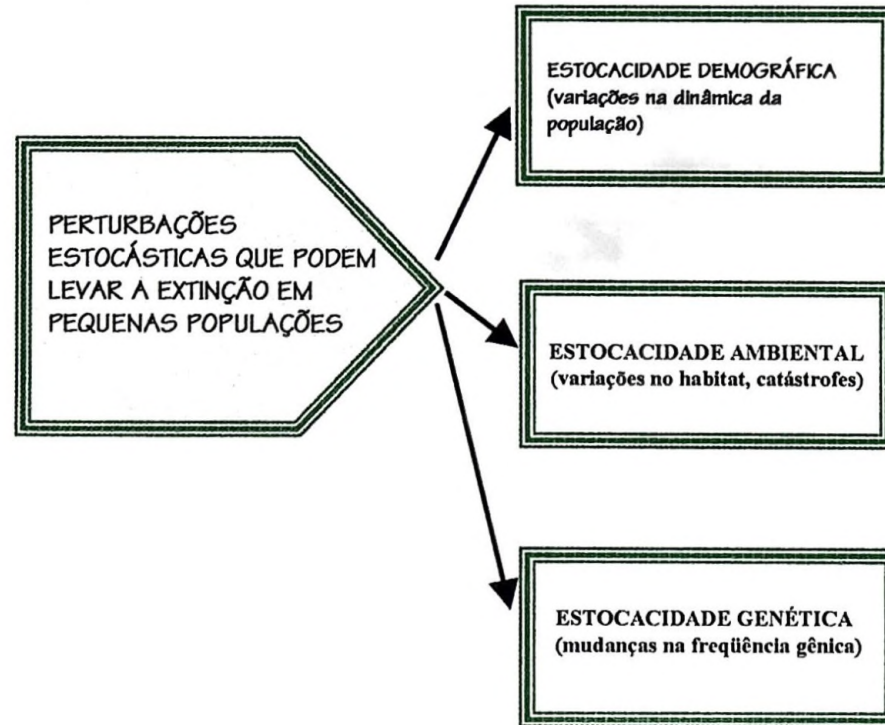 PERTURBAÇÕES
ESTOCÁSTICAS QUE PODEM
LEVAR A EXTINÇÃO EM
PEQUENAS POPULAÇÕES
ESTOCACIDADE DEMOGRÁFICA
(variações na dinâmica da
população)
ESTOCACIDADE AMBIENTAL
(variações no habitat, catástrofes)
ESTOCACIDADE GENÉTICA
(mudanças na freqüência gênica)